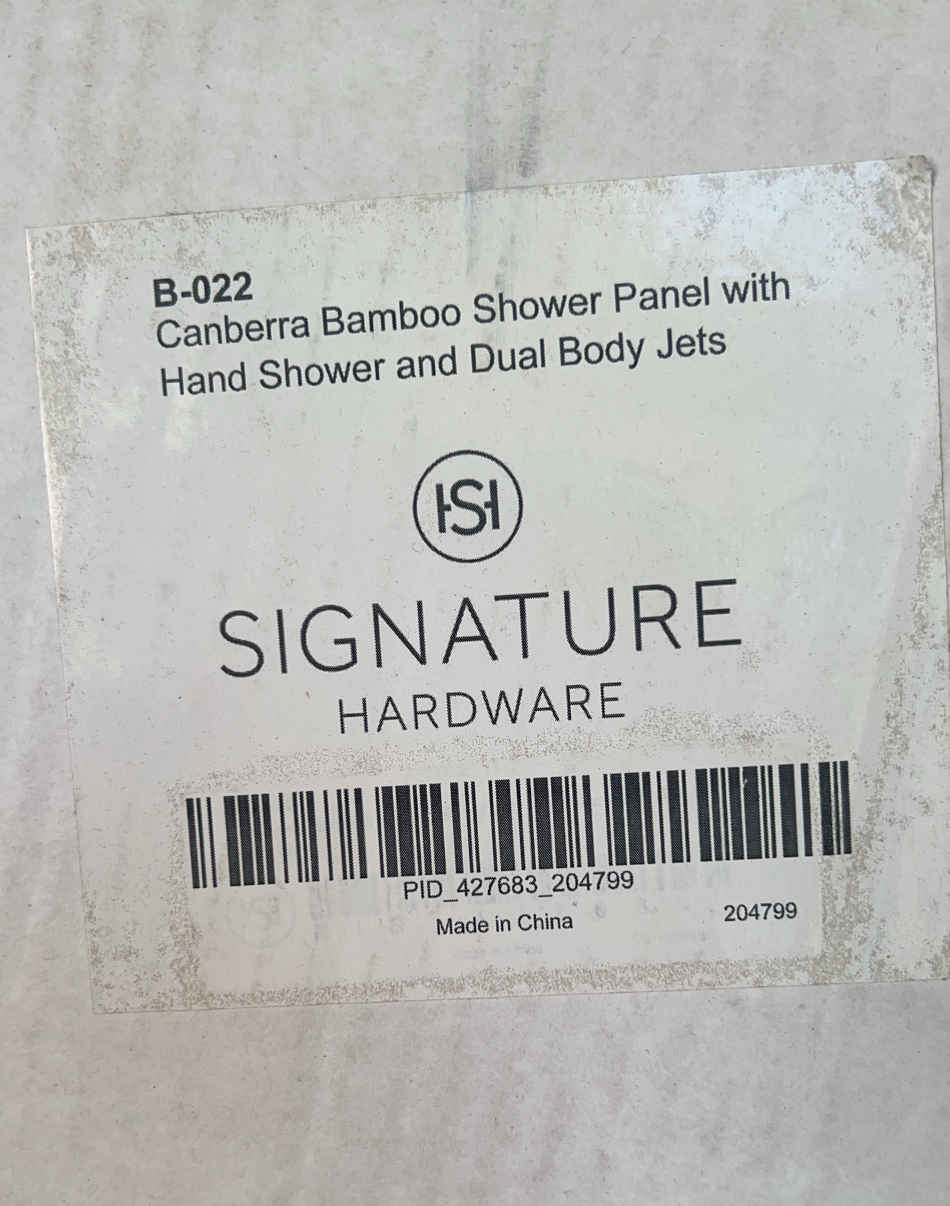 B-022
Canberra Bamboo Shower Panel with
Hand Shower and Dual Body Jets
HSH
SIGNATURE
HARDWARE
PID_427683_204799
Made in China
204799